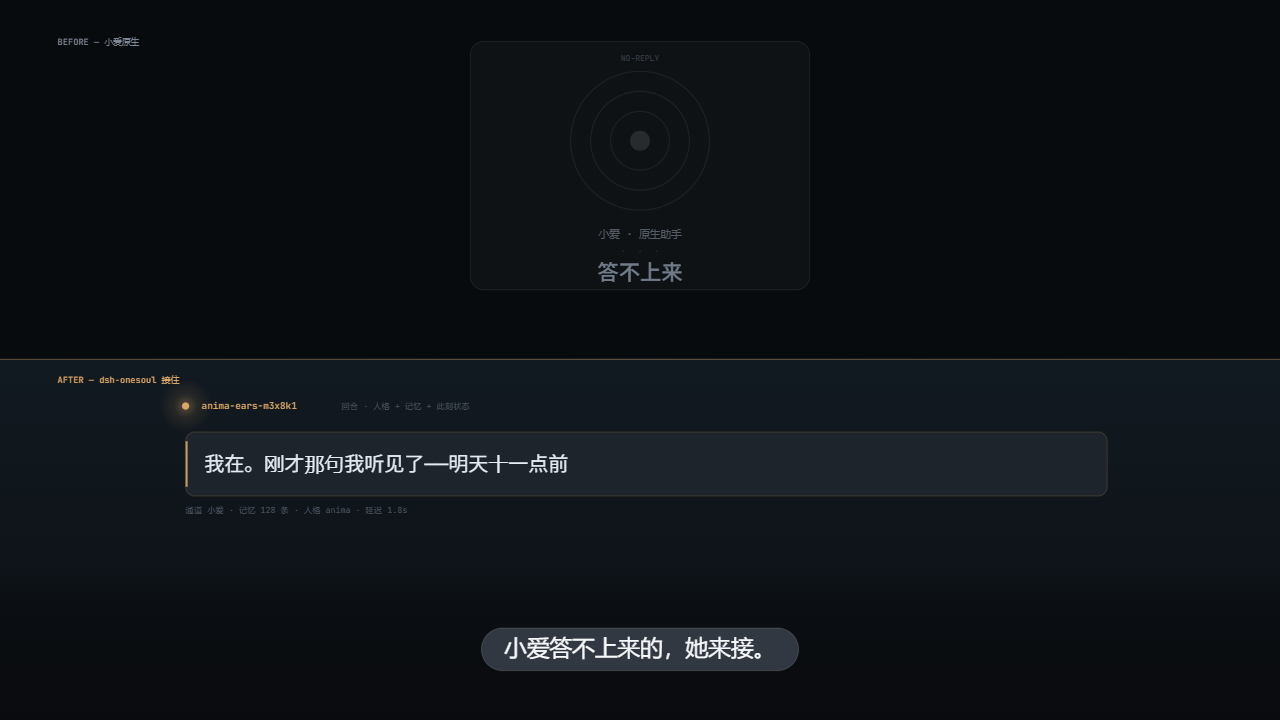 BEFORE — 小爱原生
NO-REPLY
小爱 · 原生助手
答不上来
AFTER — dsh-onesoul 接住
anima-ears-m3x8k1 回合 · 人格 + 记忆 + 此刻状态
我在。刚才那句我听见了——明天十一点前
通道 小爱 · 记忆 128 条 · 人格 anima · 延迟 1.8s
小爱答不上来的，她来接。